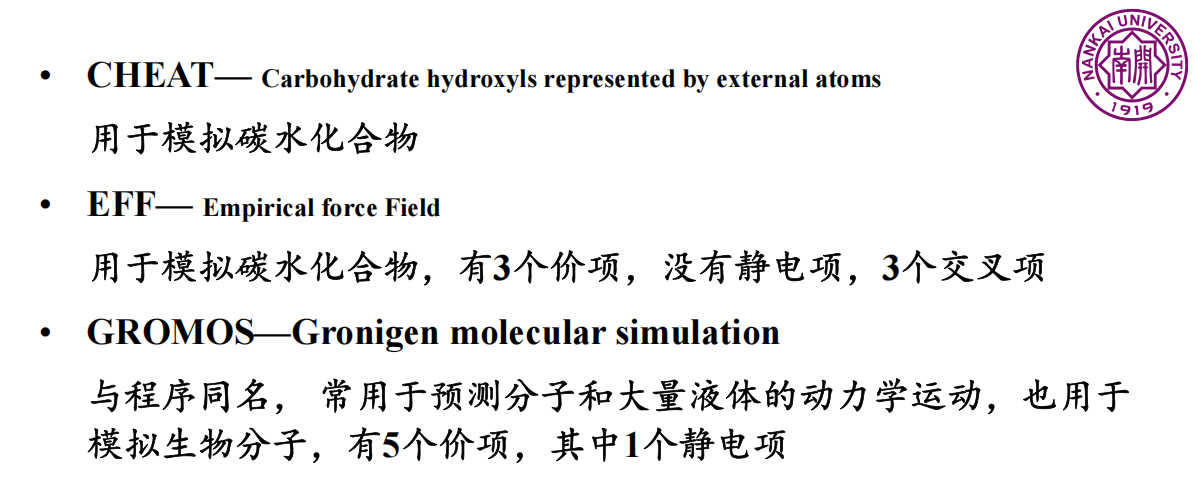 • CHEAT— Carbohydrate hydroxyls represented by external atoms
用于模拟碳水化合物
• EFF— Empirical force Field
用于模拟碳水化合物，有3个价项，没有静电项，3个交叉项
• GROMOS—Gronigen molecular simulation
与程序同名， 常用于预测分子和大量液体的动力学运动，也用于
模拟生物分子，有5个价项，其中1个静电项
NANKAI UNIVERSITY
南開
1919